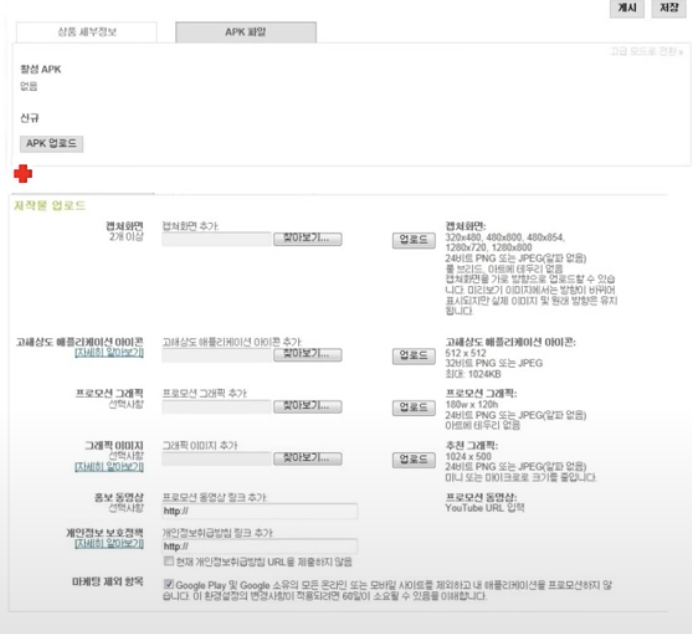 게시 저장
상품 세부정보 APK 파일
고급 모드로 전환 »
활성 APK
없음
신규
APK 업로드
제작물 업로드
캡쳐화면 캡쳐화면 추가:
2개 이상
찾아보기... 업로드
캡쳐화면:
320x480, 480x800, 480x854,
1280x720, 1280x800
24비트 PNG 또는 JPEG(알파 없음)
풀 브리드, 아트에 테두리 없음
캡쳐화면을 가로 방향으로 업로드할 수 있습
니다. 미리보기 이미지에서는 방향이 바뀌어
표시되지만 실제 이미지 및 원래 방향은 유지
됩니다.
고해상도 애플리케이션 아이콘 고해상도 애플리케이션 아이콘 추가:
[자세히 알아보기]
찾아보기... 업로드
고해상도 애플리케이션 아이콘:
512 x 512
32비트 PNG 또는 JPEG
최대: 1024KB
프로모션 그래픽 프로모션 그래픽 추가:
선택사항
찾아보기... 업로드
프로모션 그래픽:
180w x 120h
24비트 PNG 또는 JPEG(알파 없음)
아트에 테두리 없음
그래픽 이미지 그래픽 이미지 추가:
선택사항
[자세히 알아보기]
찾아보기... 업로드
추천 그래픽:
1024 x 500
24비트 PNG 또는 JPEG(알파 없음)
미니 또는 마이크로로 크기를 줄입니다.
홍보 동영상 프로모션 동영상 링크 추가:
선택사항
http://
프로모션 동영상:
YouTube URL 입력
개인정보 보호정책 개인정보취급방침 링크 추가:
[자세히 알아보기]
http://
현재 개인정보취급방침 URL을 제출하지 않음
마케팅 제외 항목 Google Play 및 Google 소유의 모든 온라인 또는 모바일 사이트를 제외하고 내 애플리케이션을 프로모션하지 않
습니다. 이 환경설정의 변경사항이 적용되려면 60일이 소요될 수 있음을 이해합니다.